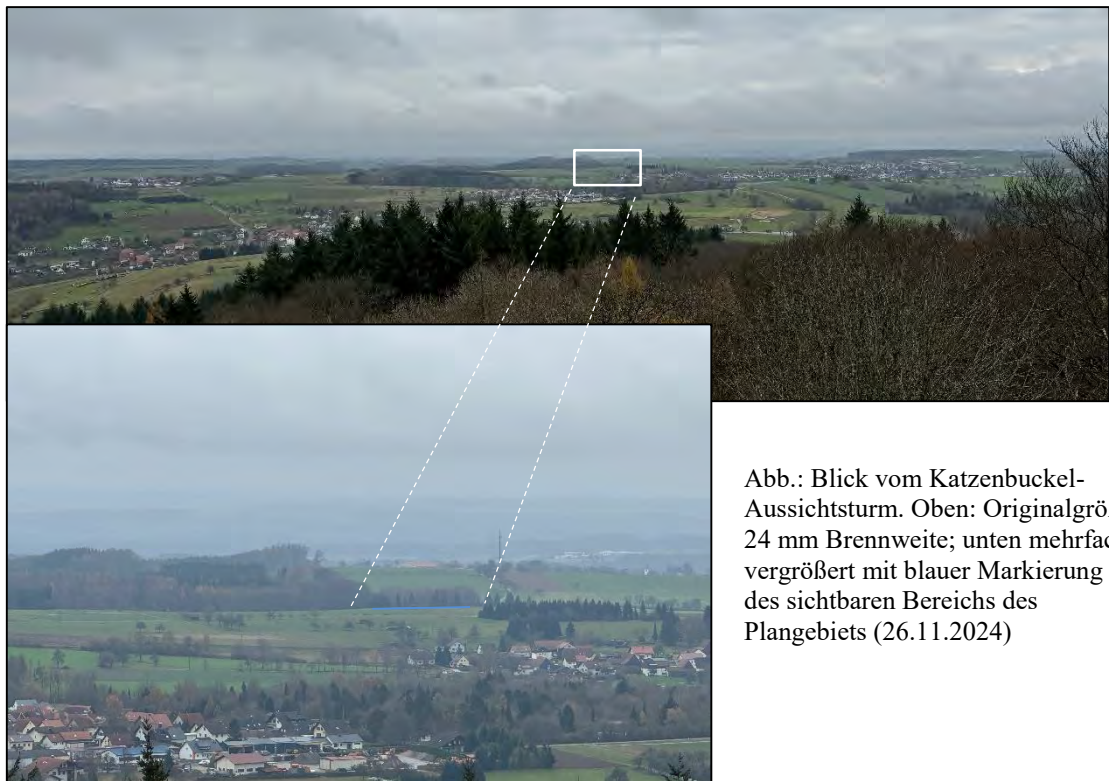 Abb.: Blick vom Katzenbuckel-
Aussichtsturm. Oben: Originalgrö
24 mm Brennweite; unten mehrfac
vergrößert mit blauer Markierung
des sichtbaren Bereichs des
Plangebiets (26.11.2024)